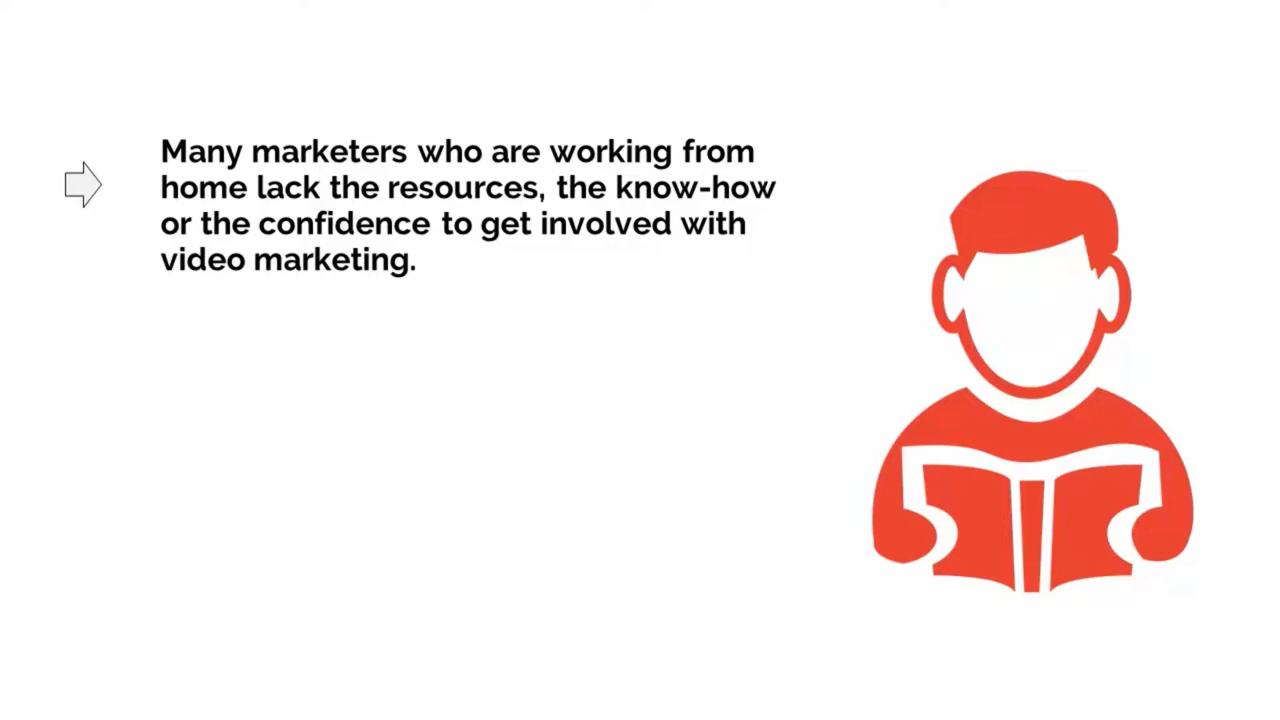 Many marketers who are working from
home lack the resources, the know-how
or the confidence to get involved with
video marketing.